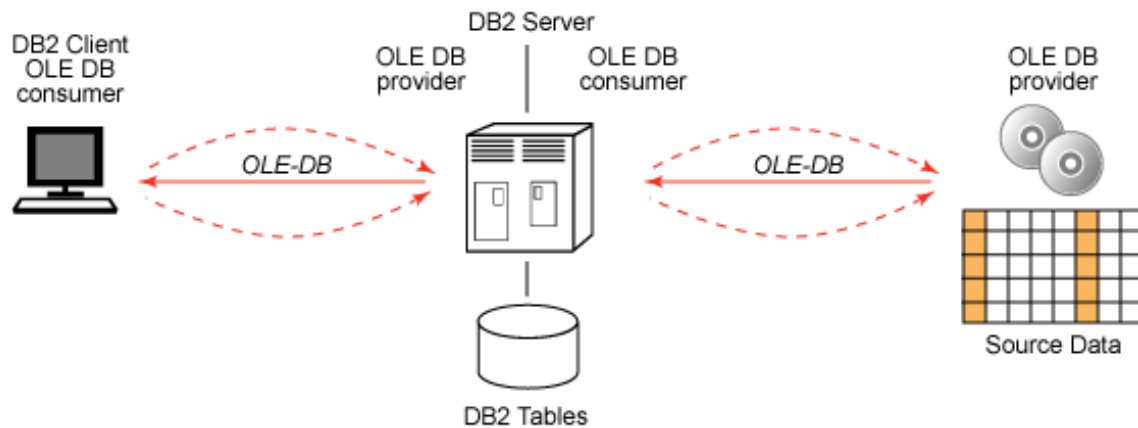 DB2 Client
OLE DB
consumer
OLE-DB
DB2 Server
OLE DB
provider
OLE DB
consumer
DB2 Tables
OLE-DB
OLE DB
provider
Source Data